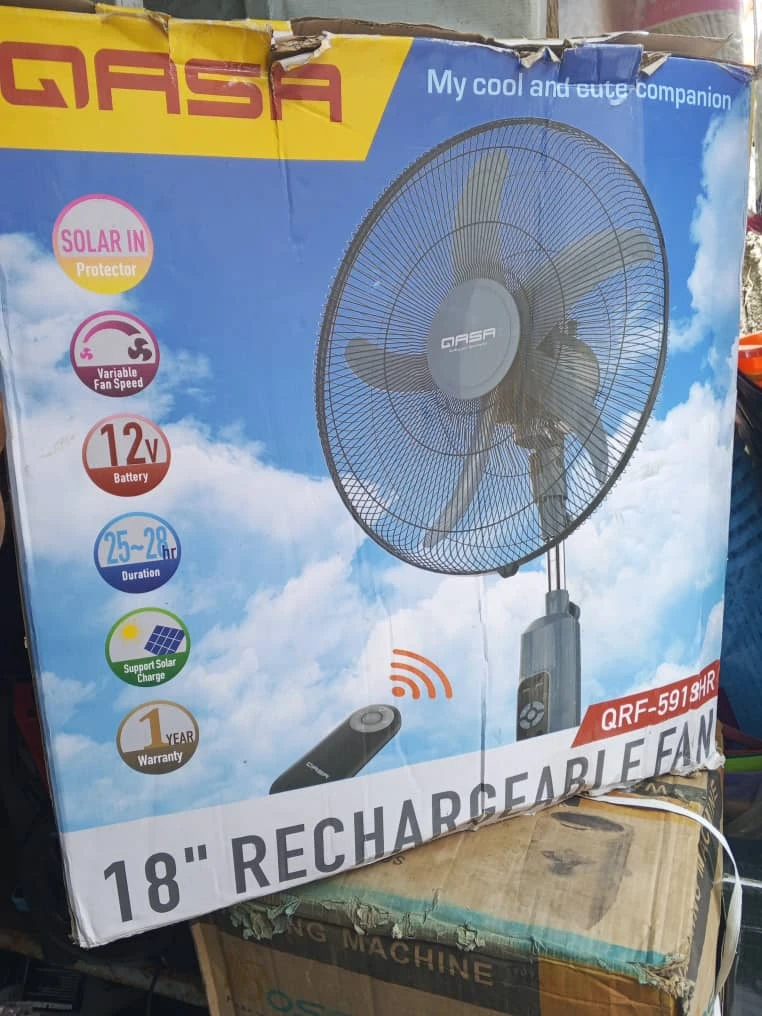 QASA
My cool and cute companion
SOLAR IN
Protector
Variable
Fan Speed
12V
Battery
25~28hr
Duration
Support Solar
Charge
1 YEAR
Warranty
QASA
QASA
QRF-5918HR
18" RECHARGEABLE FAN
NG MACHINE